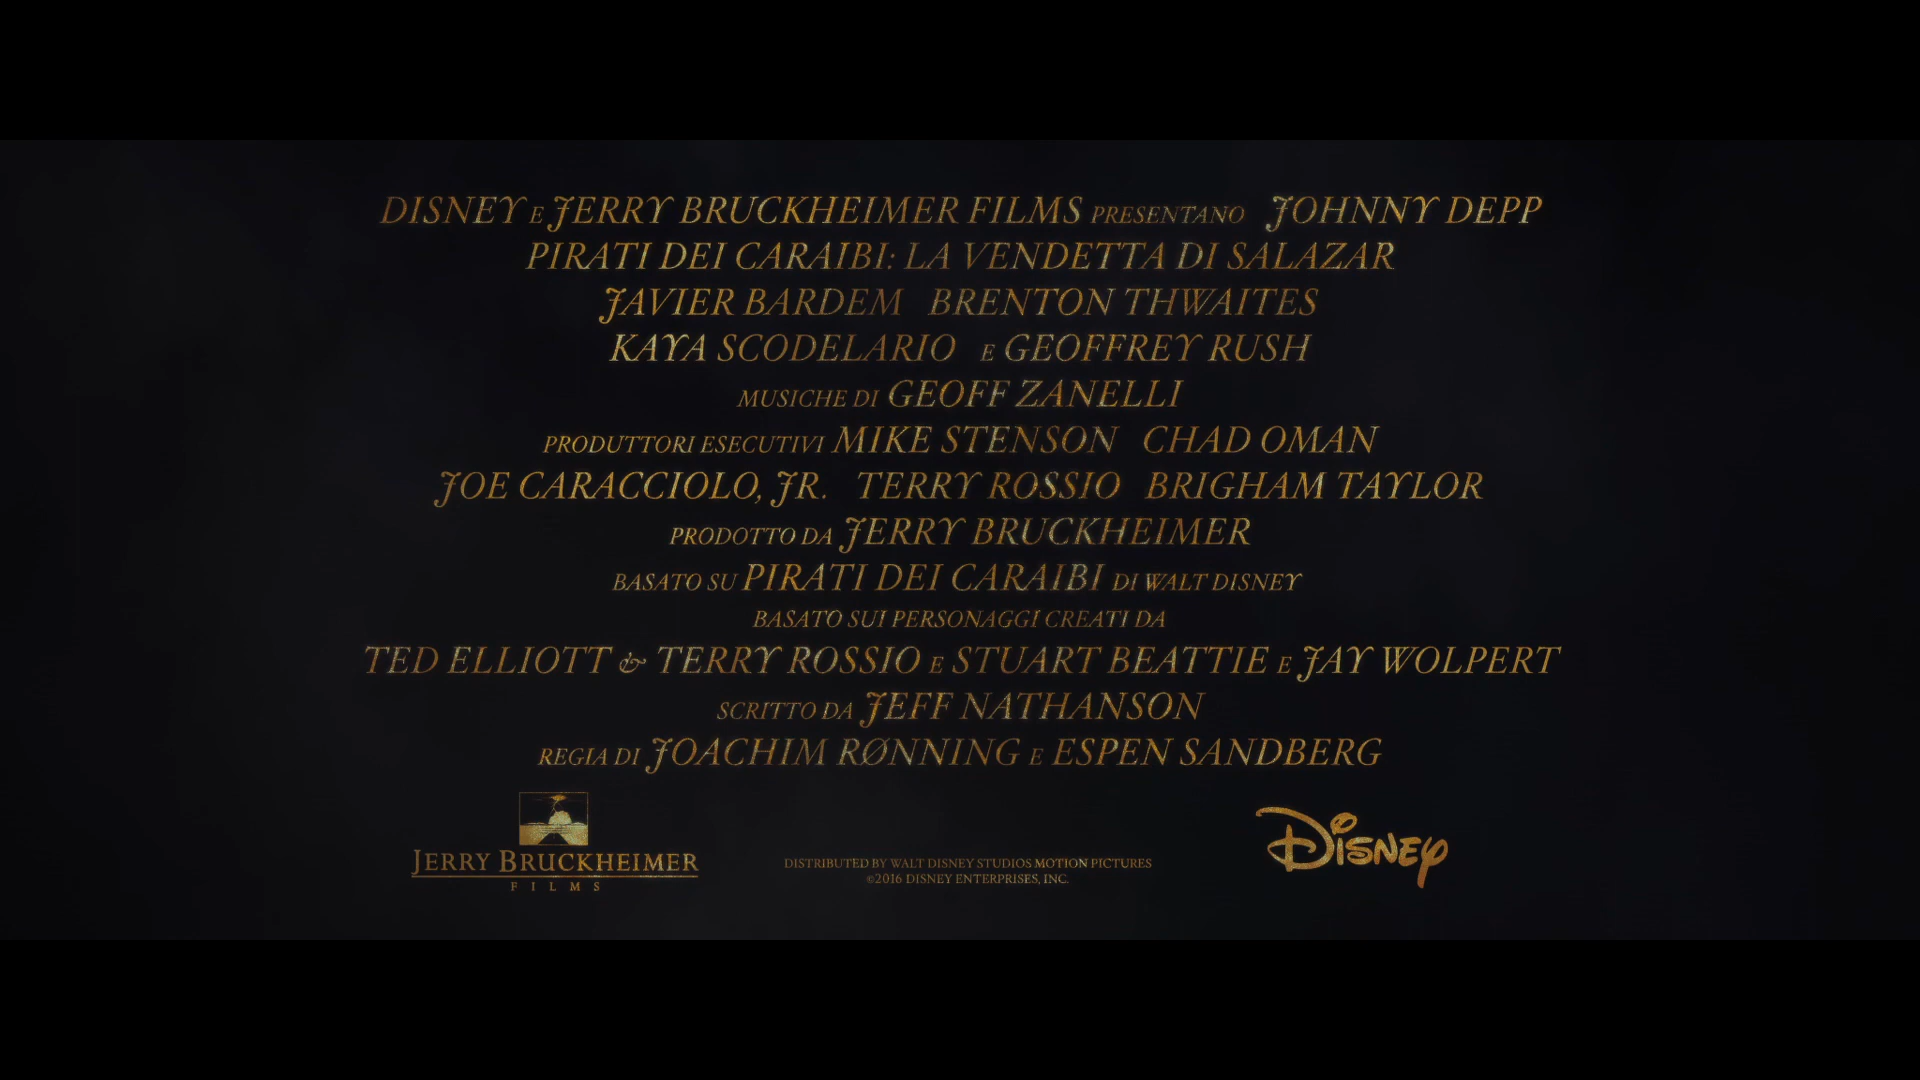 DISNEY E JERRY BRUCKHEIMER FILMS PRESENTANO JOHNNY DEPP
PIRATI DEI CARAIBI: LA VENDETTA DI SALAZAR
JAVIER BARDEM BRENTON THWAITES
KAYA SCODELARIO E GEOFFREY RUSH
MUSICHE DI GEOFF ZANELLI
PRODUTTORI ESECUTIVI MIKE STENSON CHAD OMAN
JOE CARACCIOLO, JR. TERRY ROSSIO BRIGHAM TAYLOR
PRODOTTO DA JERRY BRUCKHEIMER
BASATO SU PIRATI DEI CARAIBI DI WALT DISNEY
BASATO SUI PERSONAGGI CREATI DA
TED ELLIOTT & TERRY ROSSIO E STUART BEATTIE E JAY WOLPERT
SCRITTO DA JEFF NATHANSON
REGIA DI JOACHIM RØNNING E ESPEN SANDBERG
JERRY BRUCKHEIMER
FILMS
DISTRIBUTED BY WALT DISNEY STUDIOS MOTION PICTURES
©2016 DISNEY ENTERPRISES, INC.
DISNEY